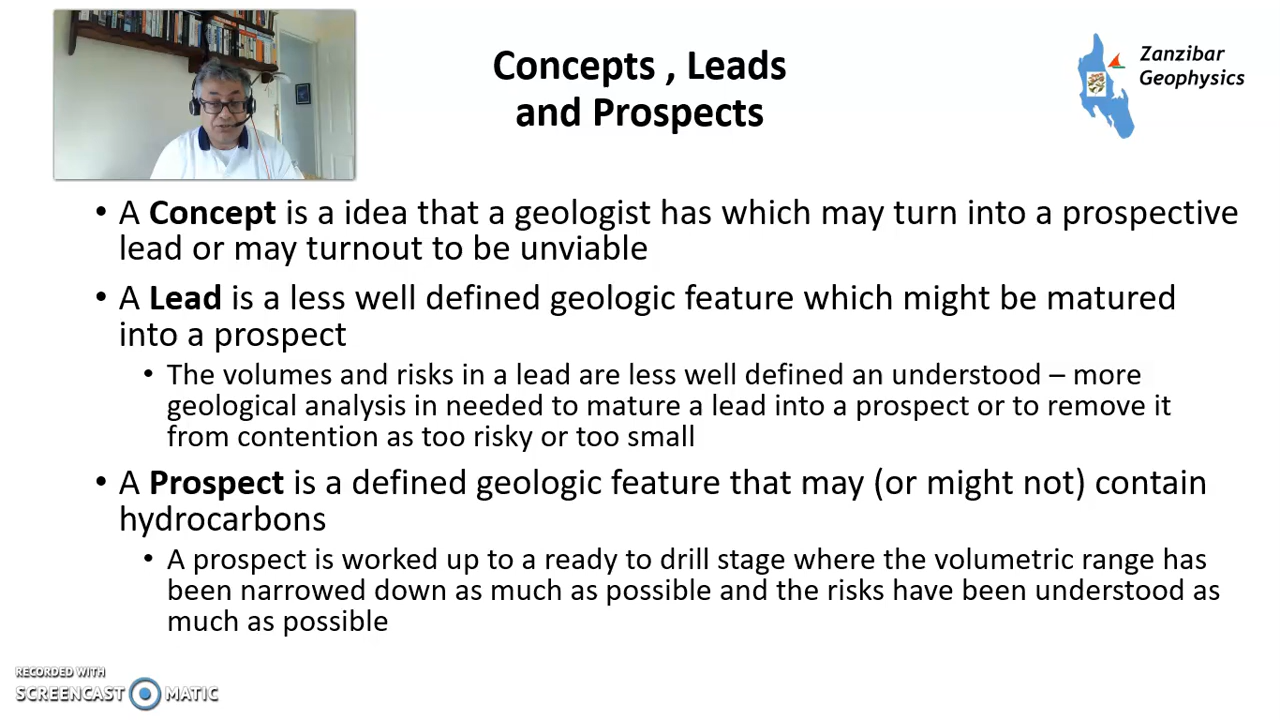 Concepts , Leads
and Prospects
Zanzibar
Geophysics
• A Concept is a idea that a geologist has which may turn into a prospective
lead or may turnout to be unviable
• A Lead is a less well defined geologic feature which might be matured
into a prospect
• The volumes and risks in a lead are less well defined an understood – more
geological analysis in needed to mature a lead into a prospect or to remove it
from contention as too risky or too small
• A Prospect is a defined geologic feature that may (or might not) contain
hydrocarbons
• A prospect is worked up to a ready to drill stage where the volumetric range has
been narrowed down as much as possible and the risks have been understood as
much as possible
RECORDED WITH
SCREENCAST MATIC